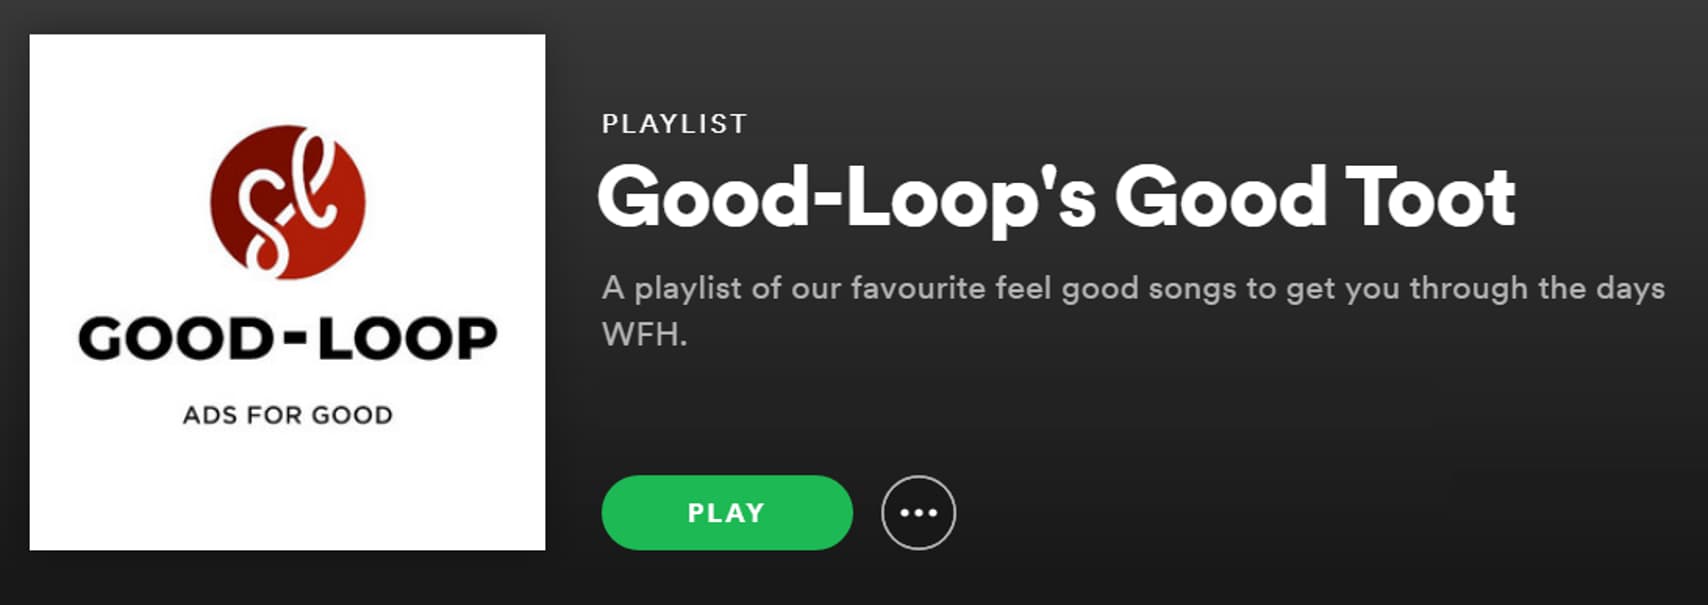 GOOD-LOOP
ADS FOR GOOD
PLAYLIST
Good-Loop's Good Toot
A playlist of our favourite feel good songs to get you through the days
WFH.
PLAY